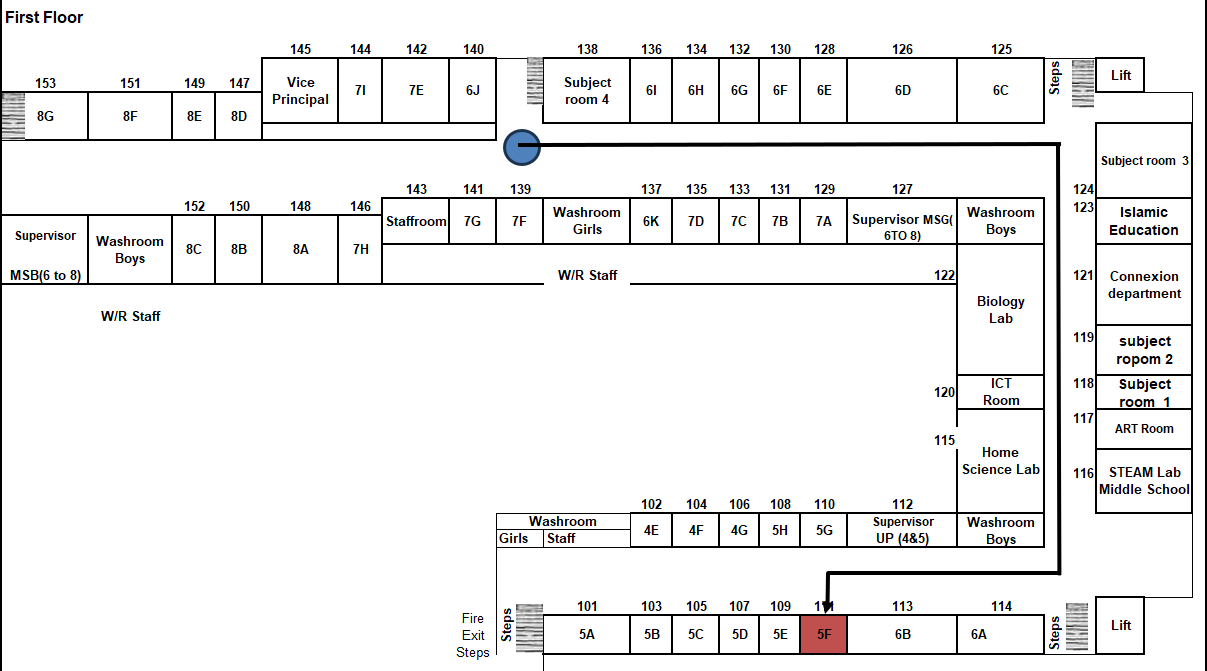 First Floor
145 144 142 140 138 136 134 132 130 128 126 125
153 151 149 147
Vice
Principal
7I 7E 6J
Subject
room 4
6I 6H 6G 6F 6E 6D 6C
Steps
Lift
8G 8F 8E 8D
Subject room 3
143 141 139 137 135 133 131 129 127 124
152 150 148 146
123
Staffroom 7G 7F
Washroom
Girls
6K 7D 7C 7B 7A
Supervisor MSG(
6TO 8)
Washroom
Boys
Islamic
Education
Supervisor
MSB(6 to 8)
Washroom
Boys
8C 8B 8A 7H
W/R Staff
122
121
Connexion
department
W/R Staff
Biology
Lab
119
subject
ropom 2
120
ICT
Room
118
Subject
room 1
117
ART Room
115
Home
Science Lab
116
STEAM Lab
Middle School
102 104 106 108 110 112
Washroom
Girls Staff
4E 4F 4G 5H 5G
Supervisor
UP (4&5)
Washroom
Boys
101 103 105 107 109 111 113 114
Fire
Exit
Steps
Steps
5A 5B 5C 5D 5E 5F 6B 6A
Steps
Lift